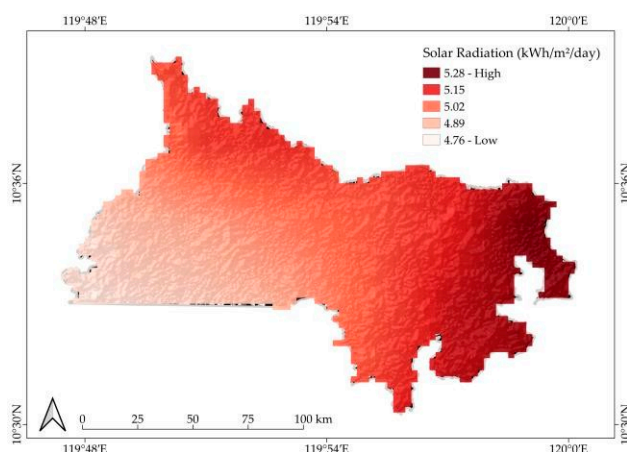 119°48'E 119°54'E 120°0'E
Solar Radiation (kWh/m²/day)
5.28 - High
5.15
5.02
4.89
4.76 - Low
10°36'N 10°36'N
0 25 50 75 100 km
10°30'N 10°30'N
119°48'E 119°54'E 120°0'E